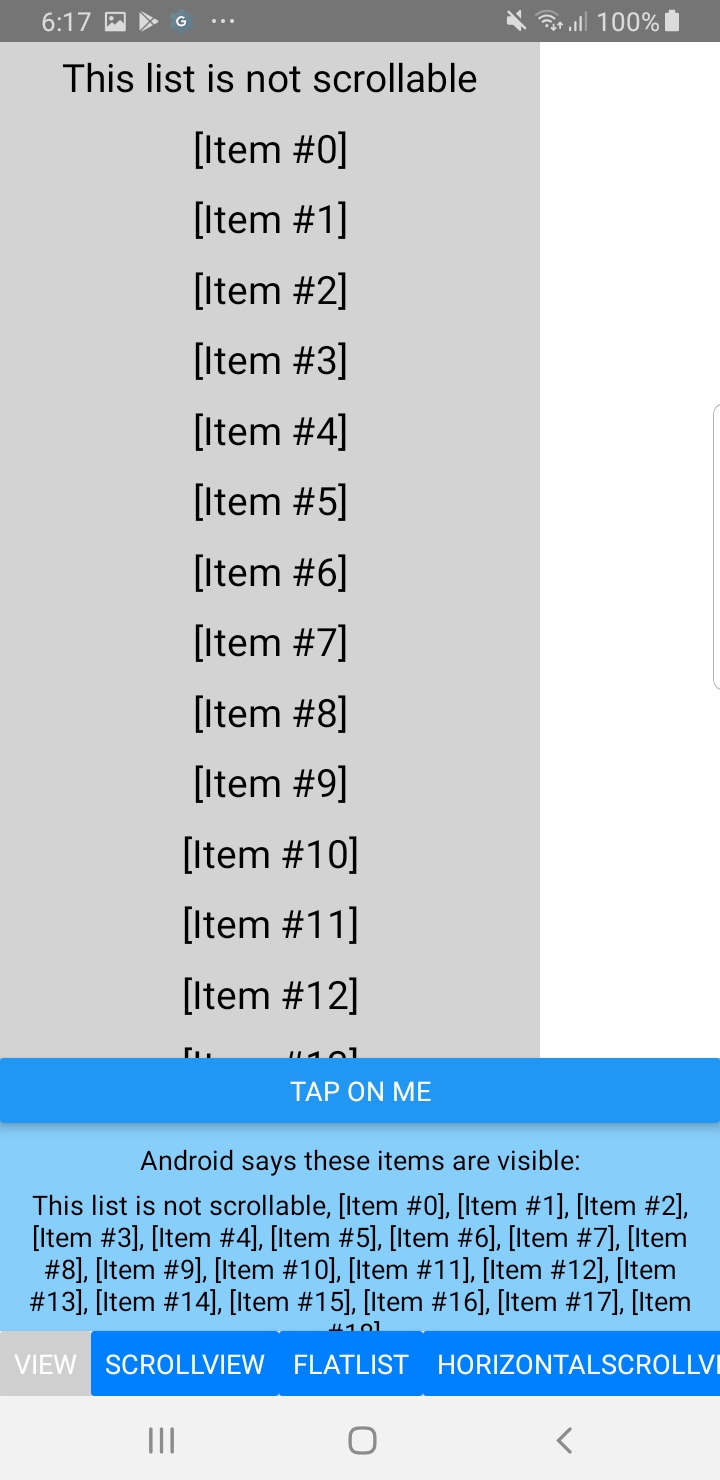 6:17 G ... 100%
This list is not scrollable
[Item #0]
[Item #1]
[Item #2]
[Item #3]
[Item #4]
[Item #5]
[Item #6]
[Item #7]
[Item #8]
[Item #9]
[Item #10]
[Item #11]
[Item #12]
TAP ON ME
Android says these items are visible:
This list is not scrollable, [Item #0], [Item #1], [Item #2],
[Item #3], [Item #4], [Item #5], [Item #6], [Item #7], [Item
#8], [Item #9], [Item #10], [Item #11], [Item #12], [Item
#13], [Item #14], [Item #15], [Item #16], [Item #17], [Item
VIEW SCROLLVIEW FLATLIST HORIZONTALSCROLLVI